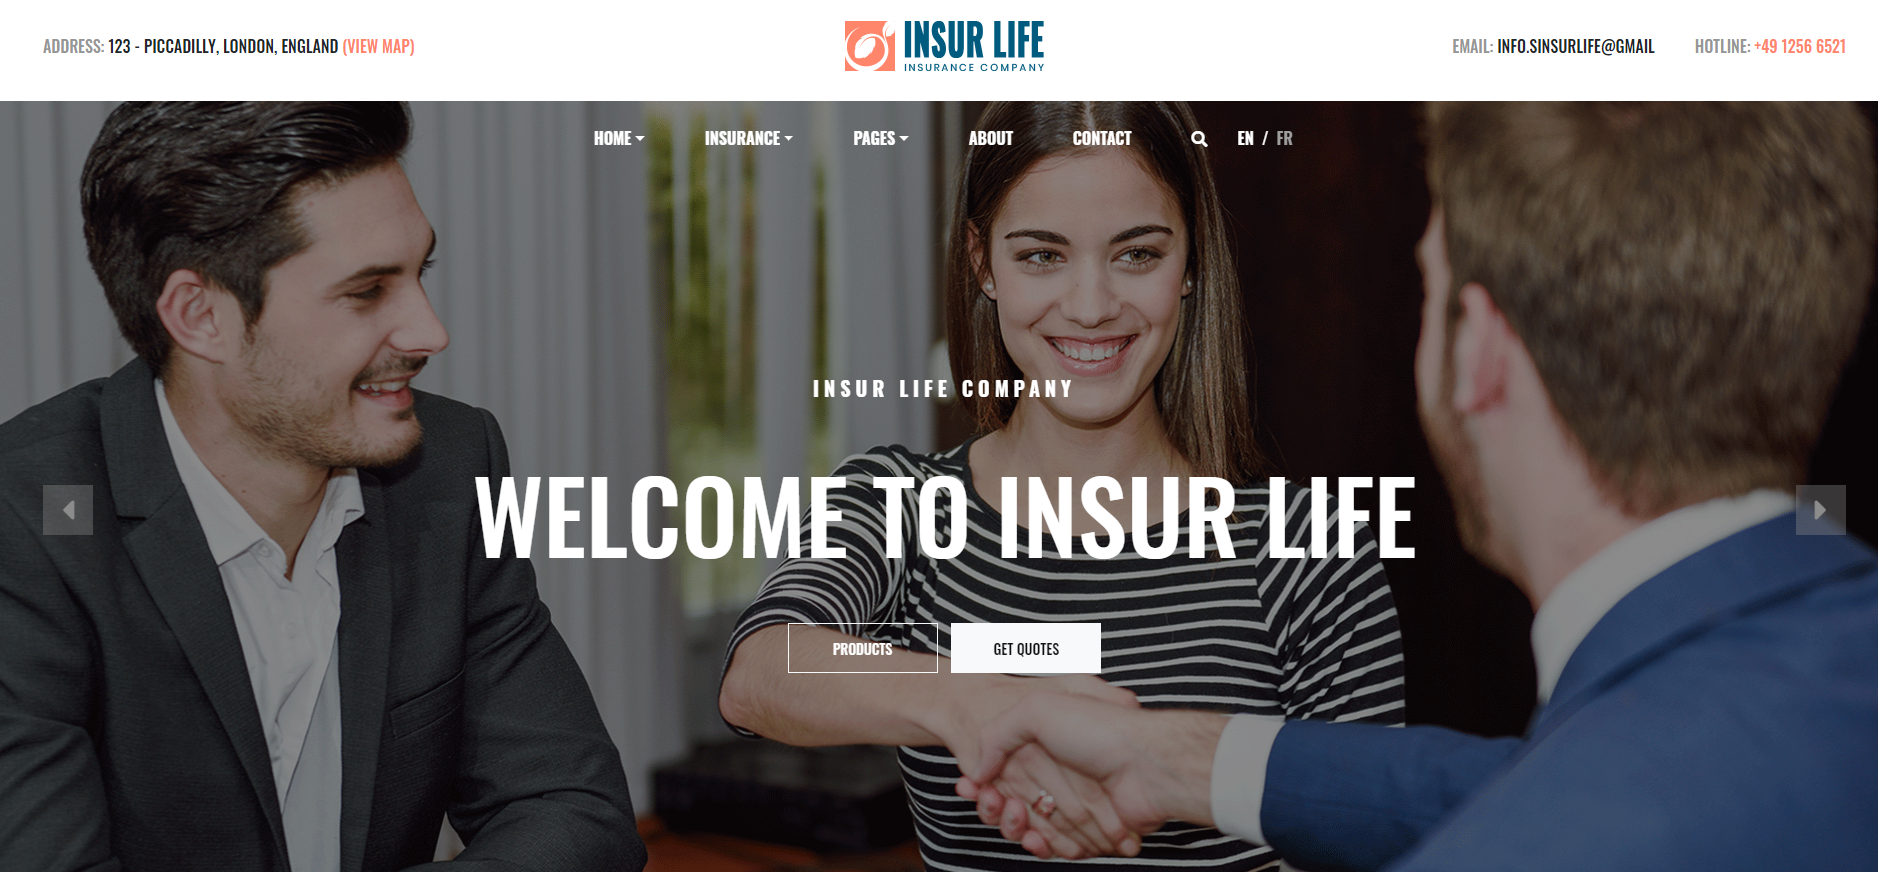 ADDRESS: 123 - PICCADILLY, LONDON, ENGLAND (VIEW MAP)
INSUR LIFE
INSURANCE COMPANY
EMAIL: INFO.SINSURLIFE@GMAIL
HOTLINE: +49 1256 6521
HOME INSURANCE PAGES ABOUT CONTACT EN / FR
INSUR LIFE COMPANY
WELCOME TO INSUR LIFE
PRODUCTS
GET QUOTES